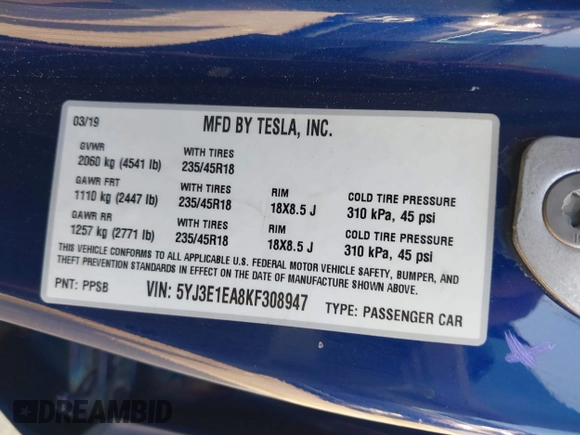 03/19 MFD BY TESLA, INC.
GVWR WITH TIRES
2060 kg (4541 lb) 235/45R18
GAWR FRT WITH TIRES RIM COLD TIRE PRESSURE
1110 kg (2447 lb) 235/45R18 18X8.5 J 310 kPa, 45 psi
GAWR RR WITH TIRES RIM COLD TIRE PRESSURE
1257 kg (2771 lb) 235/45R18 18X8.5 J 310 kPa, 45 psi
THIS VEHICLE CONFORMS TO ALL APPLICABLE U.S. FEDERAL MOTOR VEHICLE SAFETY, BUMPER, AND
THEFT PREVENTION STANDARDS IN EFFECT ON THE DATE OF MANUFACTURE SHOWN ABOVE.
PNT: PPSB VIN: 5YJ3E1EA8KF308947 TYPE: PASSENGER CAR
DREAMBID